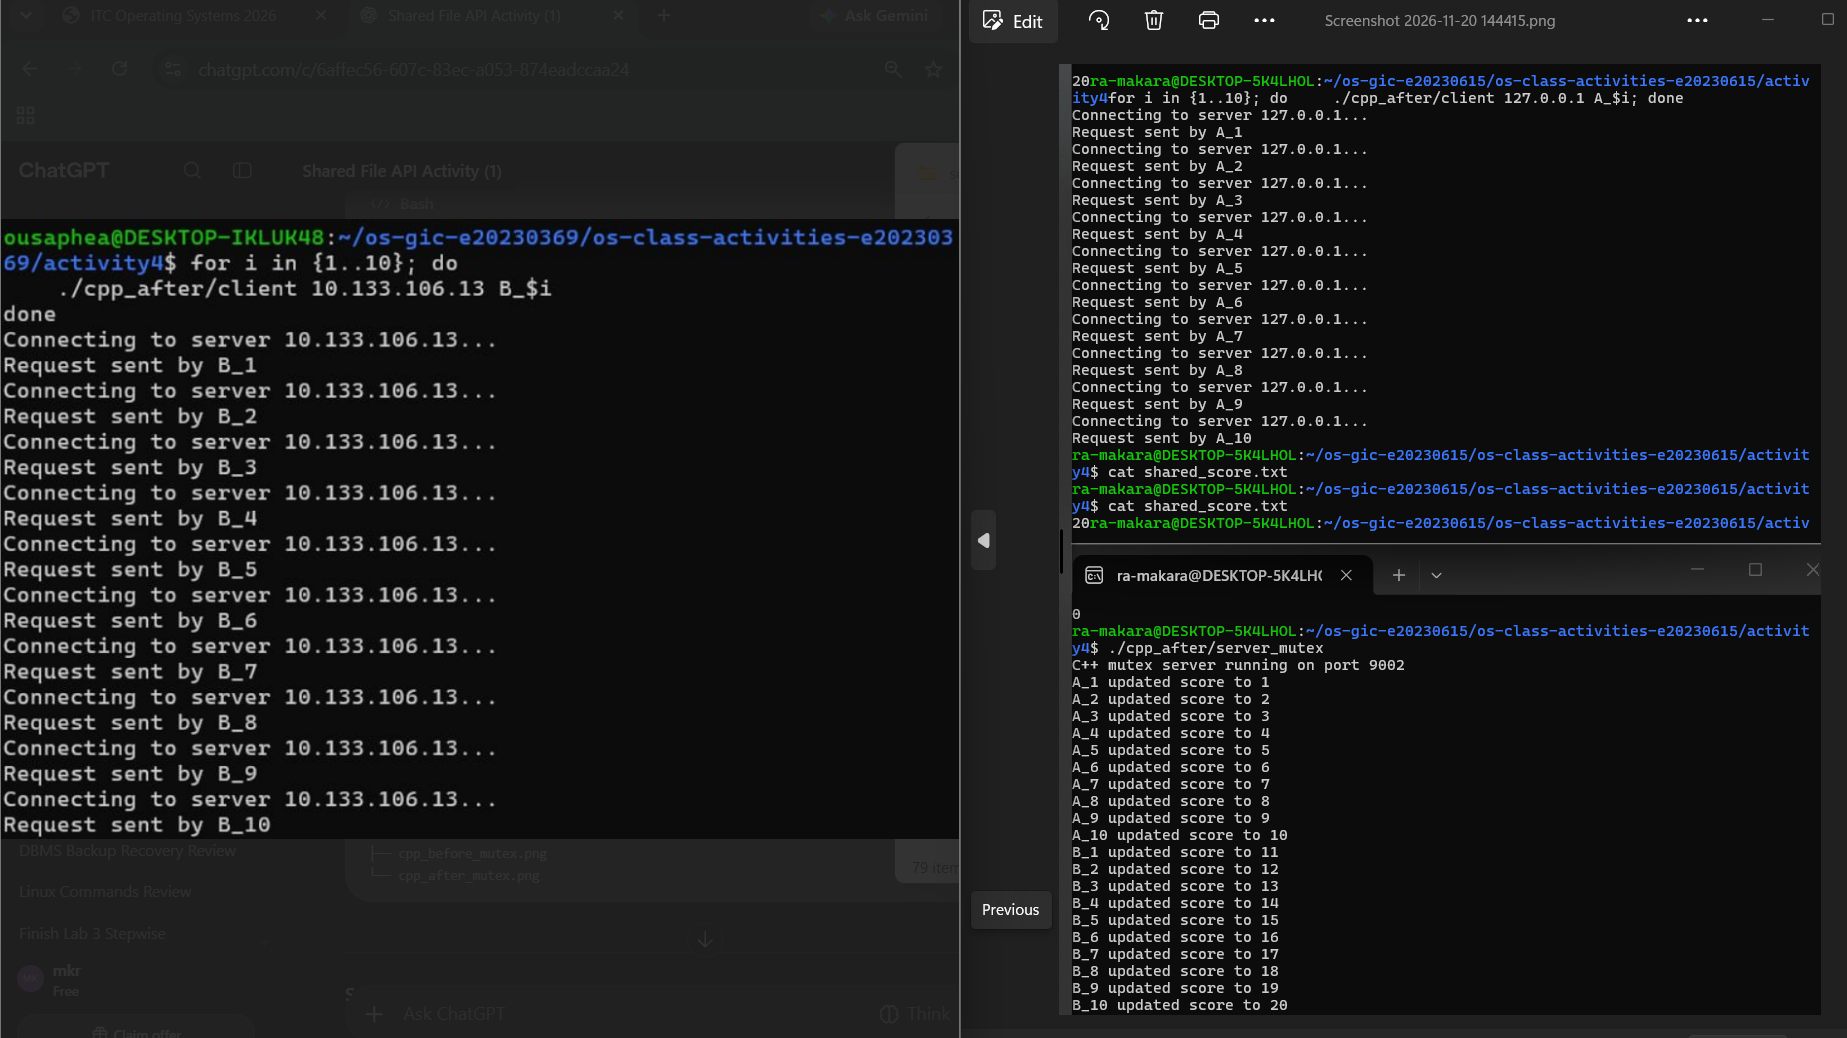 ITC Operating Systems 2026
Shared File API Activity (1)
Ask Gemini
chatgpt.com/c/6affec56-607c-83ec-a053-874eadccaa24
ChatGPT
Shared File API Activity (1)
Bash
ousaphea@DESKTOP-IKLUK48:~/os-gic-e20230369/os-class-activities-e202303
69/activity4$ for i in {1..10}; do
./cpp_after/client 10.133.106.13 B_$i
done
Connecting to server 10.133.106.13...
Request sent by B_1
Connecting to server 10.133.106.13...
Request sent by B_2
Connecting to server 10.133.106.13...
Request sent by B_3
Connecting to server 10.133.106.13...
Request sent by B_4
Connecting to server 10.133.106.13...
Request sent by B_5
Connecting to server 10.133.106.13...
Request sent by B_6
Connecting to server 10.133.106.13...
Request sent by B_7
Connecting to server 10.133.106.13...
Request sent by B_8
Connecting to server 10.133.106.13...
Request sent by B_9
Connecting to server 10.133.106.13...
Request sent by B_10
DBMS Backup Recovery Review
├── cpp_before_mutex.png
└── cpp_after_mutex.png
79 item
Linux Commands Review
Finish Lab 3 Stepwise
mkr
Free
Claim offer
Ask ChatGPT
Think
Edit
Screenshot 2026-11-20 144415.png
20ra-makara@DESKTOP-5K4LHOL:~/os-gic-e20230615/os-class-activities-e20230615/activ
ity4for i in {1..10}; do     ./cpp_after/client 127.0.0.1 A_$i; done
Connecting to server 127.0.0.1...
Request sent by A_1
Connecting to server 127.0.0.1...
Request sent by A_2
Connecting to server 127.0.0.1...
Request sent by A_3
Connecting to server 127.0.0.1...
Request sent by A_4
Connecting to server 127.0.0.1...
Request sent by A_5
Connecting to server 127.0.0.1...
Request sent by A_6
Connecting to server 127.0.0.1...
Request sent by A_7
Connecting to server 127.0.0.1...
Request sent by A_8
Connecting to server 127.0.0.1...
Request sent by A_9
Connecting to server 127.0.0.1...
Request sent by A_10
ra-makara@DESKTOP-5K4LHOL:~/os-gic-e20230615/os-class-activities-e20230615/activit
y4$ cat shared_score.txt
ra-makara@DESKTOP-5K4LHOL:~/os-gic-e20230615/os-class-activities-e20230615/activit
y4$ cat shared_score.txt
20ra-makara@DESKTOP-5K4LHOL:~/os-gic-e20230615/os-class-activities-e20230615/activ
ra-makara@DESKTOP-5K4LHO
0
ra-makara@DESKTOP-5K4LHOL:~/os-gic-e20230615/os-class-activities-e20230615/activit
y4$ ./cpp_after/server_mutex
C++ mutex server running on port 9002
A_1 updated score to 1
A_2 updated score to 2
A_3 updated score to 3
A_4 updated score to 4
A_5 updated score to 5
A_6 updated score to 6
A_7 updated score to 7
A_8 updated score to 8
A_9 updated score to 9
A_10 updated score to 10
B_1 updated score to 11
B_2 updated score to 12
B_3 updated score to 13
B_4 updated score to 14
B_5 updated score to 15
B_6 updated score to 16
B_7 updated score to 17
B_8 updated score to 18
B_9 updated score to 19
B_10 updated score to 20
Previous